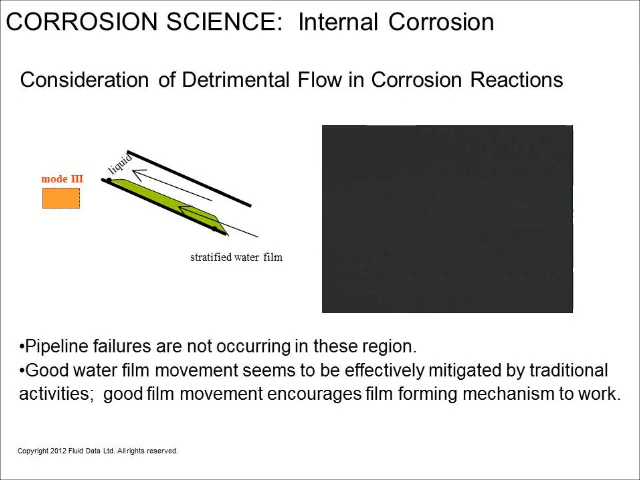 CORROSION SCIENCE: Internal Corrosion
Consideration of Detrimental Flow in Corrosion Reactions
mode III
liquid
stratified water film
•Pipeline failures are not occurring in these region.
•Good water film movement seems to be effectively mitigated by traditional
activities; good film movement encourages film forming mechanism to work.
Copyright 2012 Fluid Data Ltd. All rights reserved.